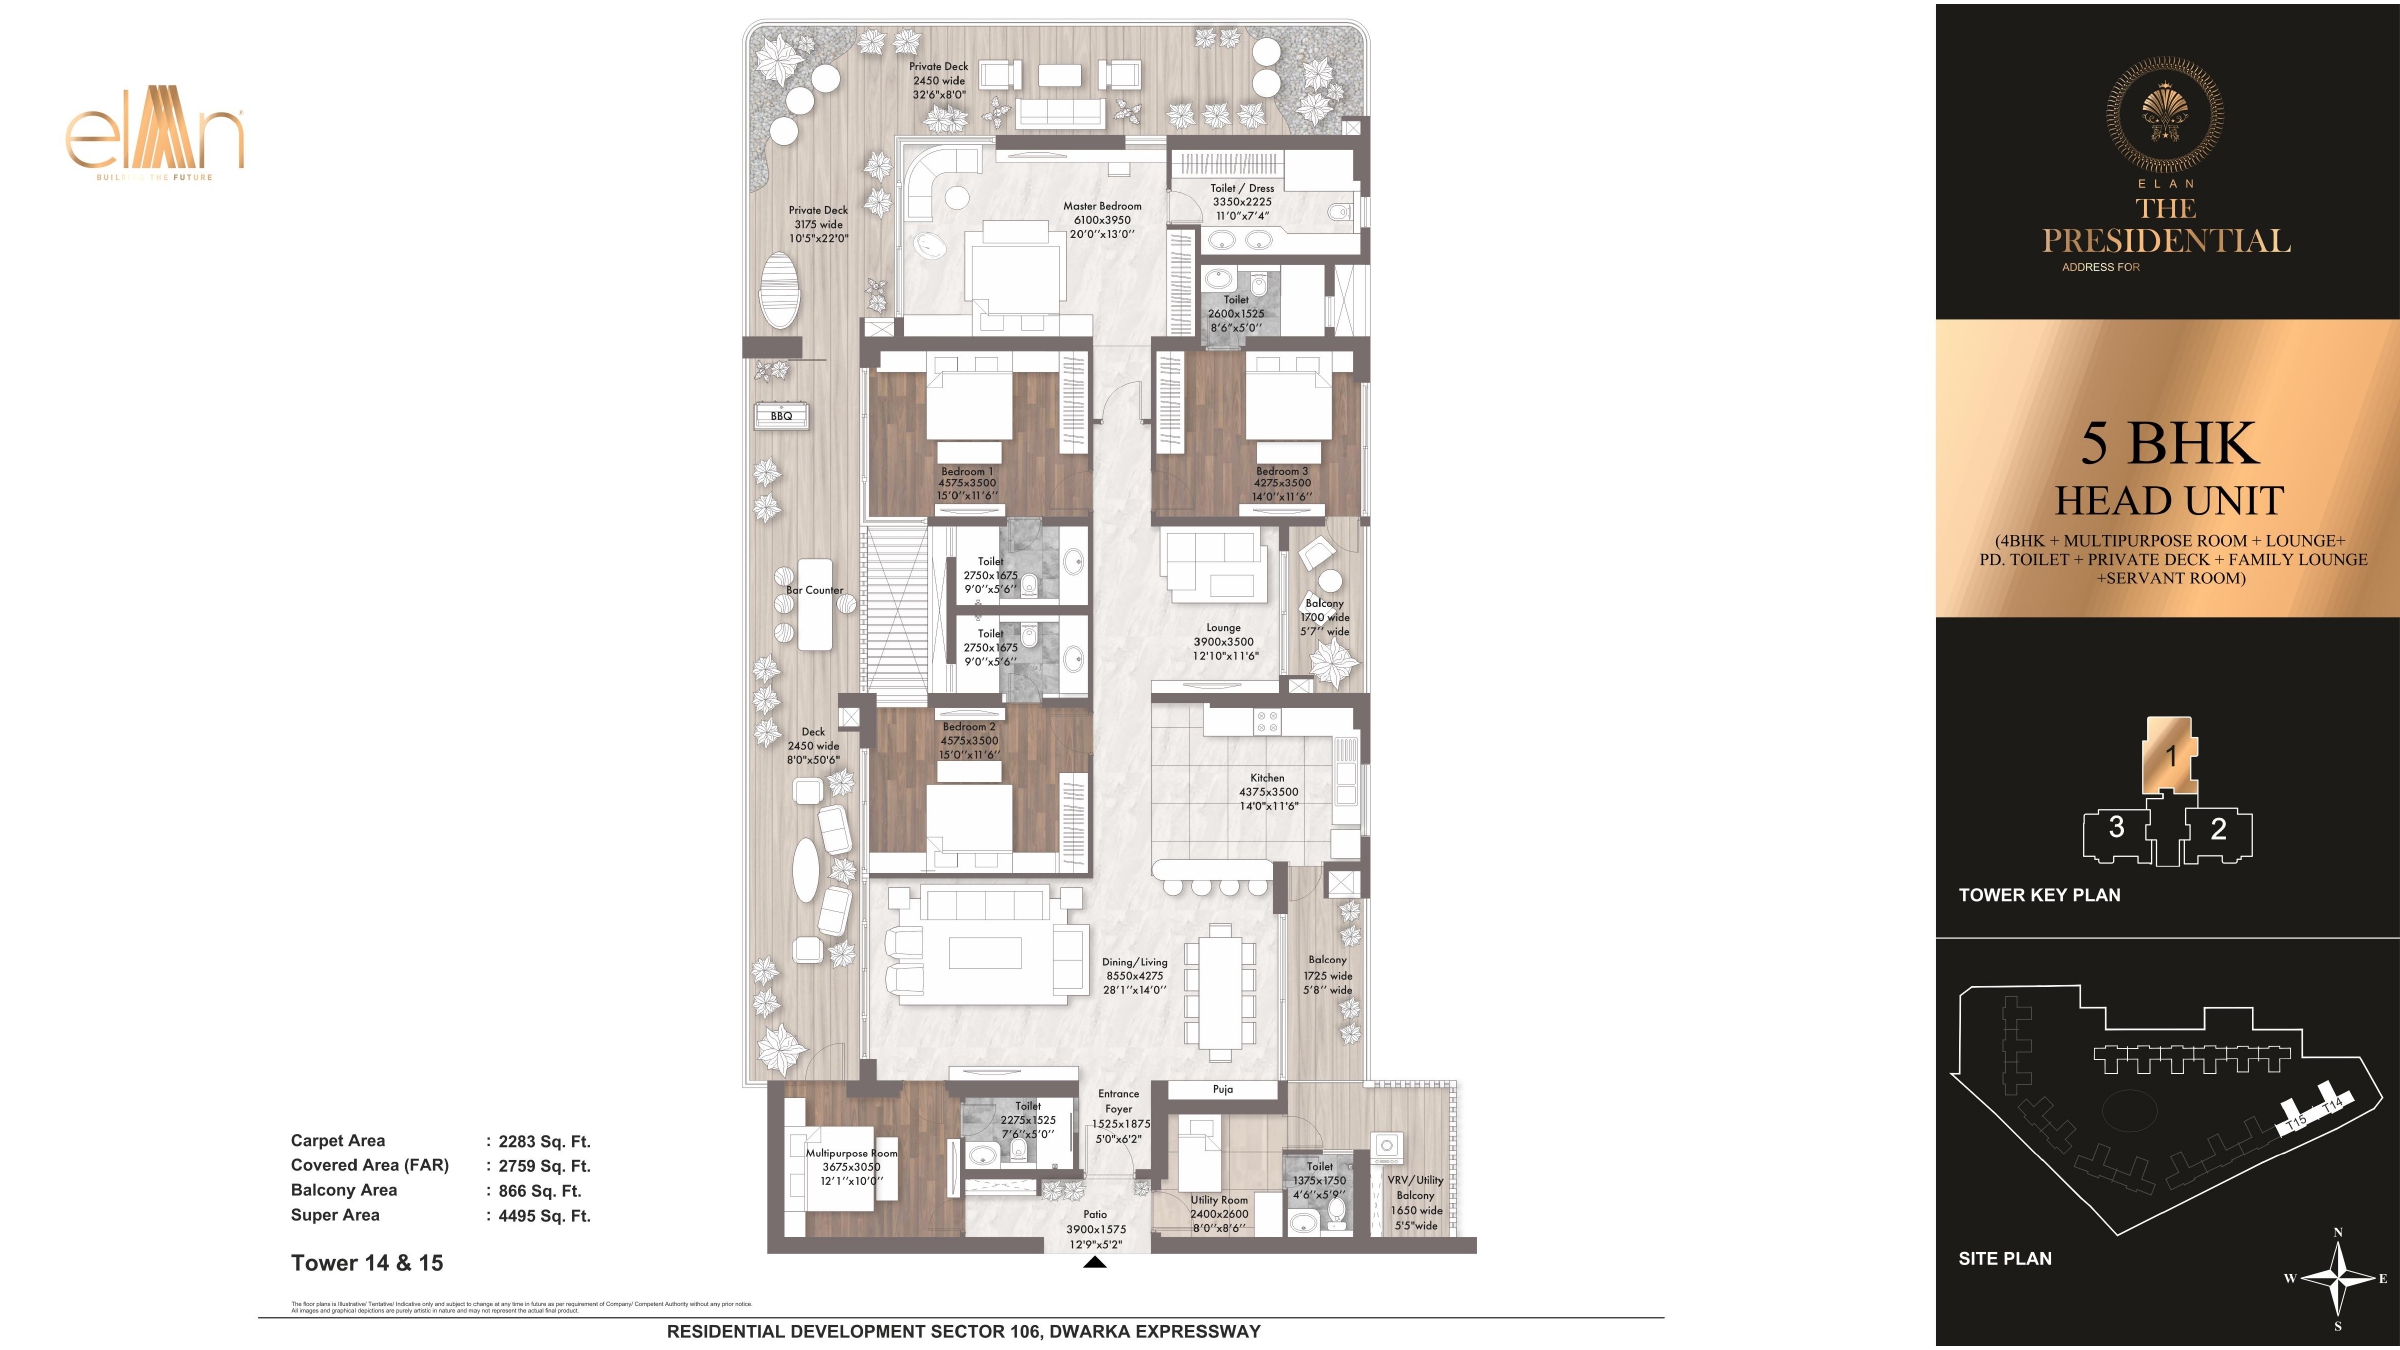 elan
BUILDING THE FUTURE
Private Deck
2450 wide
32'6"x8'0"
Private Deck
3175 wide
10'5"x22'0"
Master Bedroom
6100x3950
20'0''x13'0''
Toilet / Dress
3350x2225
11'0"x7'4"
Toilet
2600x1525
8'6"x5'0''
BBQ
Bedroom 1
4575x3500
15'0''x11'6''
Bedroom 3
4275x3500
14'0''x11'6''
Toilet
2750x1675
9'0''x5'6''
Bar Counter
Toilet
2750x1675
9'0''x5'6''
Lounge
3900x3500
12'10"x11'6"
Balcony
1700 wide
5'7'' wide
Deck
2450 wide
8'0"x50'6"
Bedroom 2
4575x3500
15'0''x11'6''
Kitchen
4375x3500
14'0"x11'6"
Dining/Living
8550x4275
28'1''x14'0''
Balcony
1725 wide
5'8'' wide
Puja
Entrance
Foyer
1525x1875
5'0"x6'2"
Toilet
2275x1525
7'6''x5'0''
Multipurpose Room
3675x3050
12'1''x10'0''
Patio
3900x1575
12'9"x5'2"
Utility Room
2400x2600
8'0''x8'6''
Toilet
1375x1750
4'6''x5'9''
VRV/Utility
Balcony
1650 wide
5'5"wide
Carpet Area : 2283 Sq. Ft.
Covered Area (FAR) : 2759 Sq. Ft.
Balcony Area : 866 Sq. Ft.
Super Area : 4495 Sq. Ft.
Tower 14 & 15
The floor plans is Illustrative/ Tentative/ Indicative only and subject to change at any time in future as per requirement of Company/ Competent Authority without any prior notice.
All images and graphical depictions are purely artistic in nature and may not represent the actual final product.
RESIDENTIAL DEVELOPMENT SECTOR 106, DWARKA EXPRESSWAY
ELAN
THE
PRESIDENTIAL
ADDRESS FOR
5 BHK
HEAD UNIT
(4BHK + MULTIPURPOSE ROOM + LOUNGE+
PD. TOILET + PRIVATE DECK + FAMILY LOUNGE
+SERVANT ROOM)
1
3
2
TOWER KEY PLAN
T15
T14
SITE PLAN
N
W
E
S